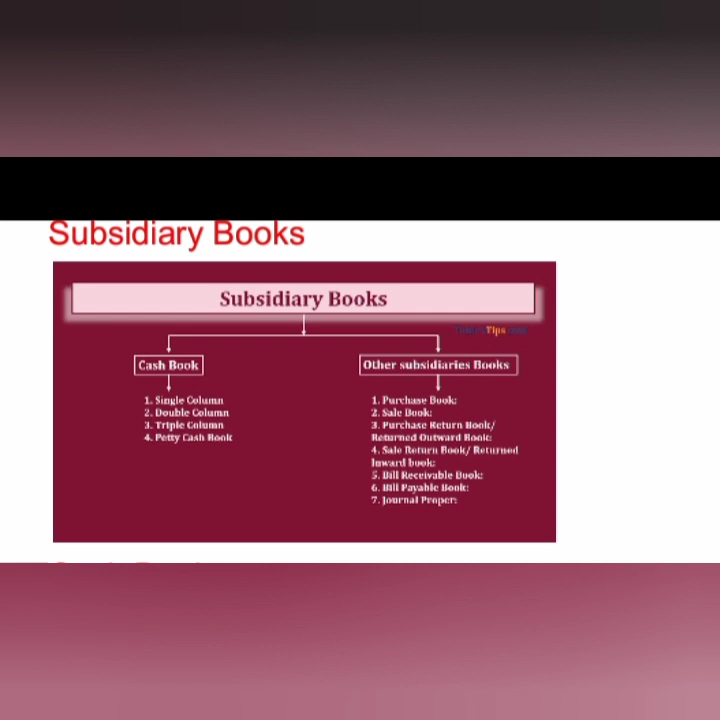 Subsidiary Books
Subsidiary Books
Cash Book
1. Single Column
2. Double Column
3. Triple Column
4. Petty Cash Book
Other subsidiaries Books
1. Purchase Book:
2. Sale Book:
3. Purchase Return Book/
Returned Outward Book:
4. Sale Return Book/ Returned
Inward book:
5. Bill Receivable Book:
6. Bill Payable Book:
7. Journal Proper: